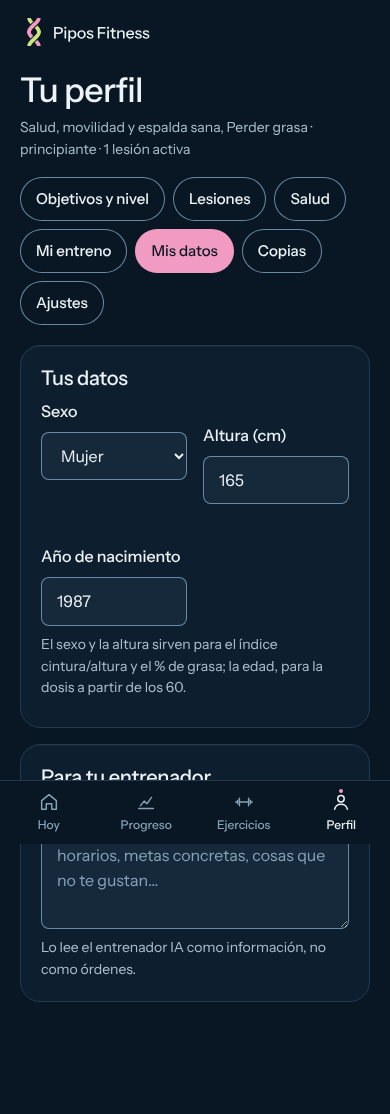 Pipos Fitness
Tu perfil
Salud, movilidad y espalda sana, Perder grasa ·
principiante · 1 lesión activa
Objetivos y nivel
Lesiones
Salud
Mi entreno
Mis datos
Copias
Ajustes
Tus datos
Sexo
Mujer
Altura (cm)
165
Año de nacimiento
1987
El sexo y la altura sirven para el índice
cintura/altura y el % de grasa; la edad, para la
dosis a partir de los 60.
Para tu entrenador
Hoy
Progreso
Ejercicios
Perfil
horarios, metas concretas, cosas que
no te gustan...
Lo lee el entrenador IA como información, no
como órdenes.